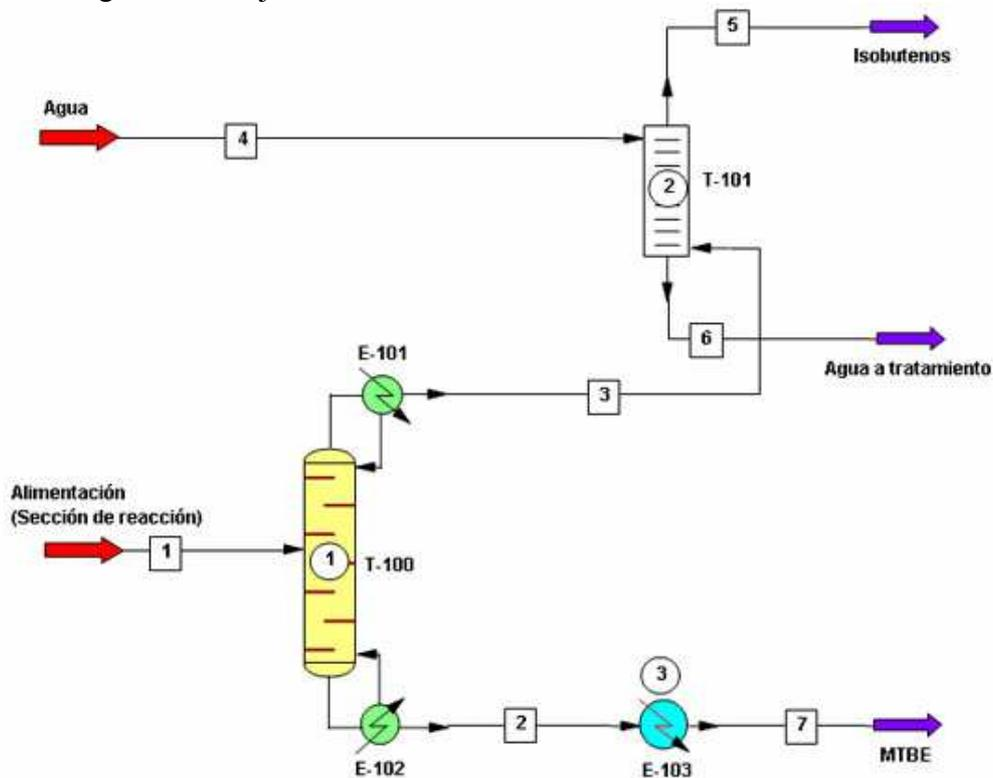 5
Isobutenos
Agua
4
2
T-101
6
Agua a tratamiento
E-101
3
Alimentación
(Sección de reacción)
1
1
T-100
3
2
7
MTBE
E-102
E-103